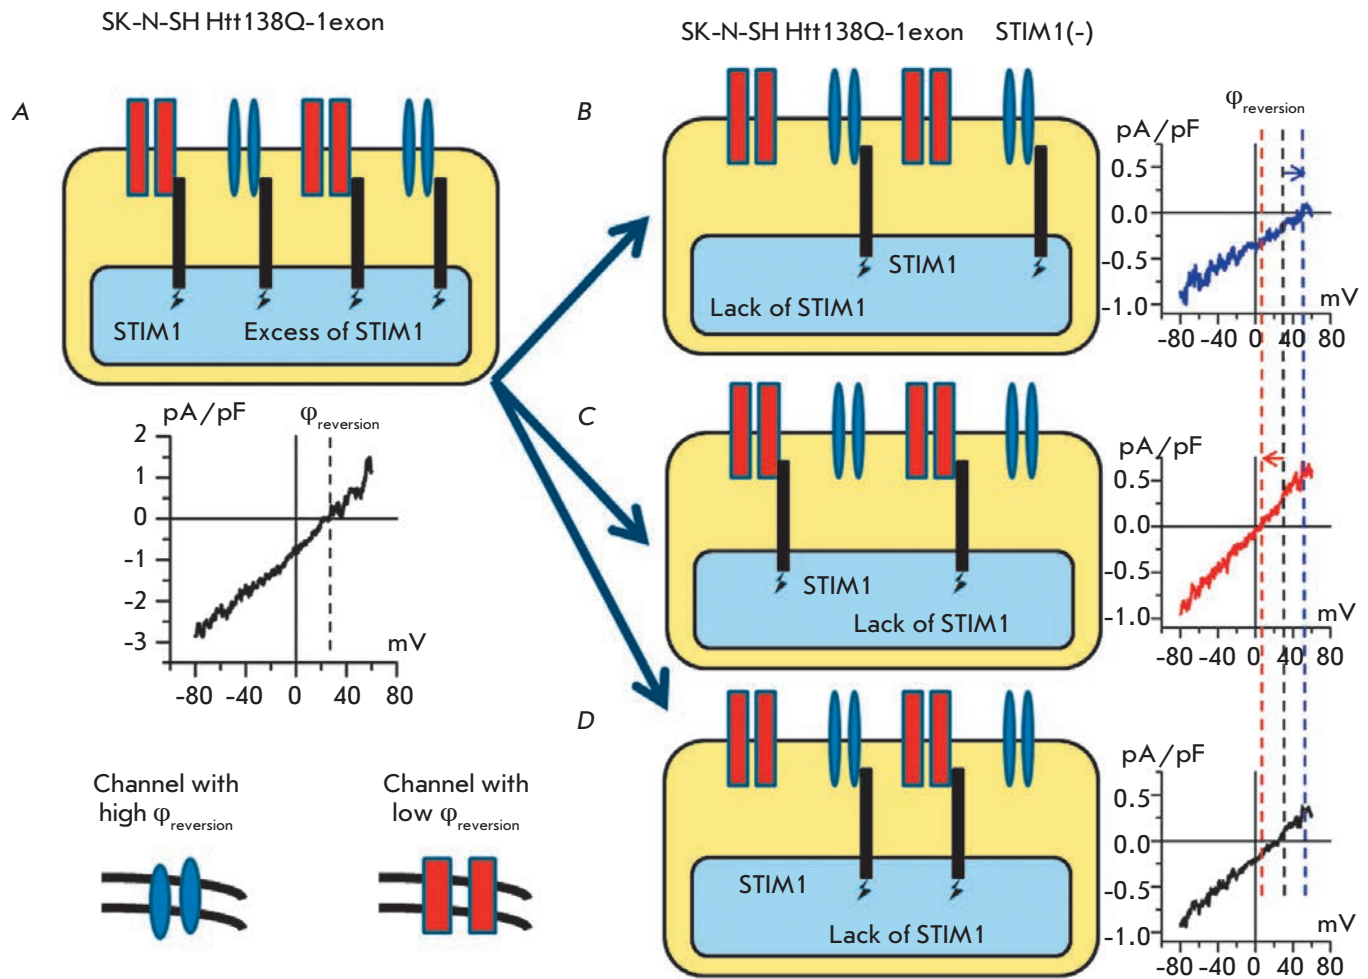 SK-N-SH Htt138Q-1exon
A
STIM1
Excess of STIM1
pA/pF
φreversion
2
1
0
-1
-2
-3
mV
-80 -40 0 40 80
Channel with
high φreversion
Channel with
low φreversion
SK-N-SH Htt138Q-1exon STIM1(-)
B
STIM1
Lack of STIM1
φreversion
pA/pF
0.5
0.0
-0.5
-1.0
mV
-80 -40 0 40 80
C
STIM1
Lack of STIM1
pA/pF
0.5
0.0
-0.5
-1.0
mV
-80 -40 0 40 80
D
STIM1
Lack of STIM1
pA/pF
0.5
0.0
-0.5
-1.0
mV
-80 -40 0 40 80